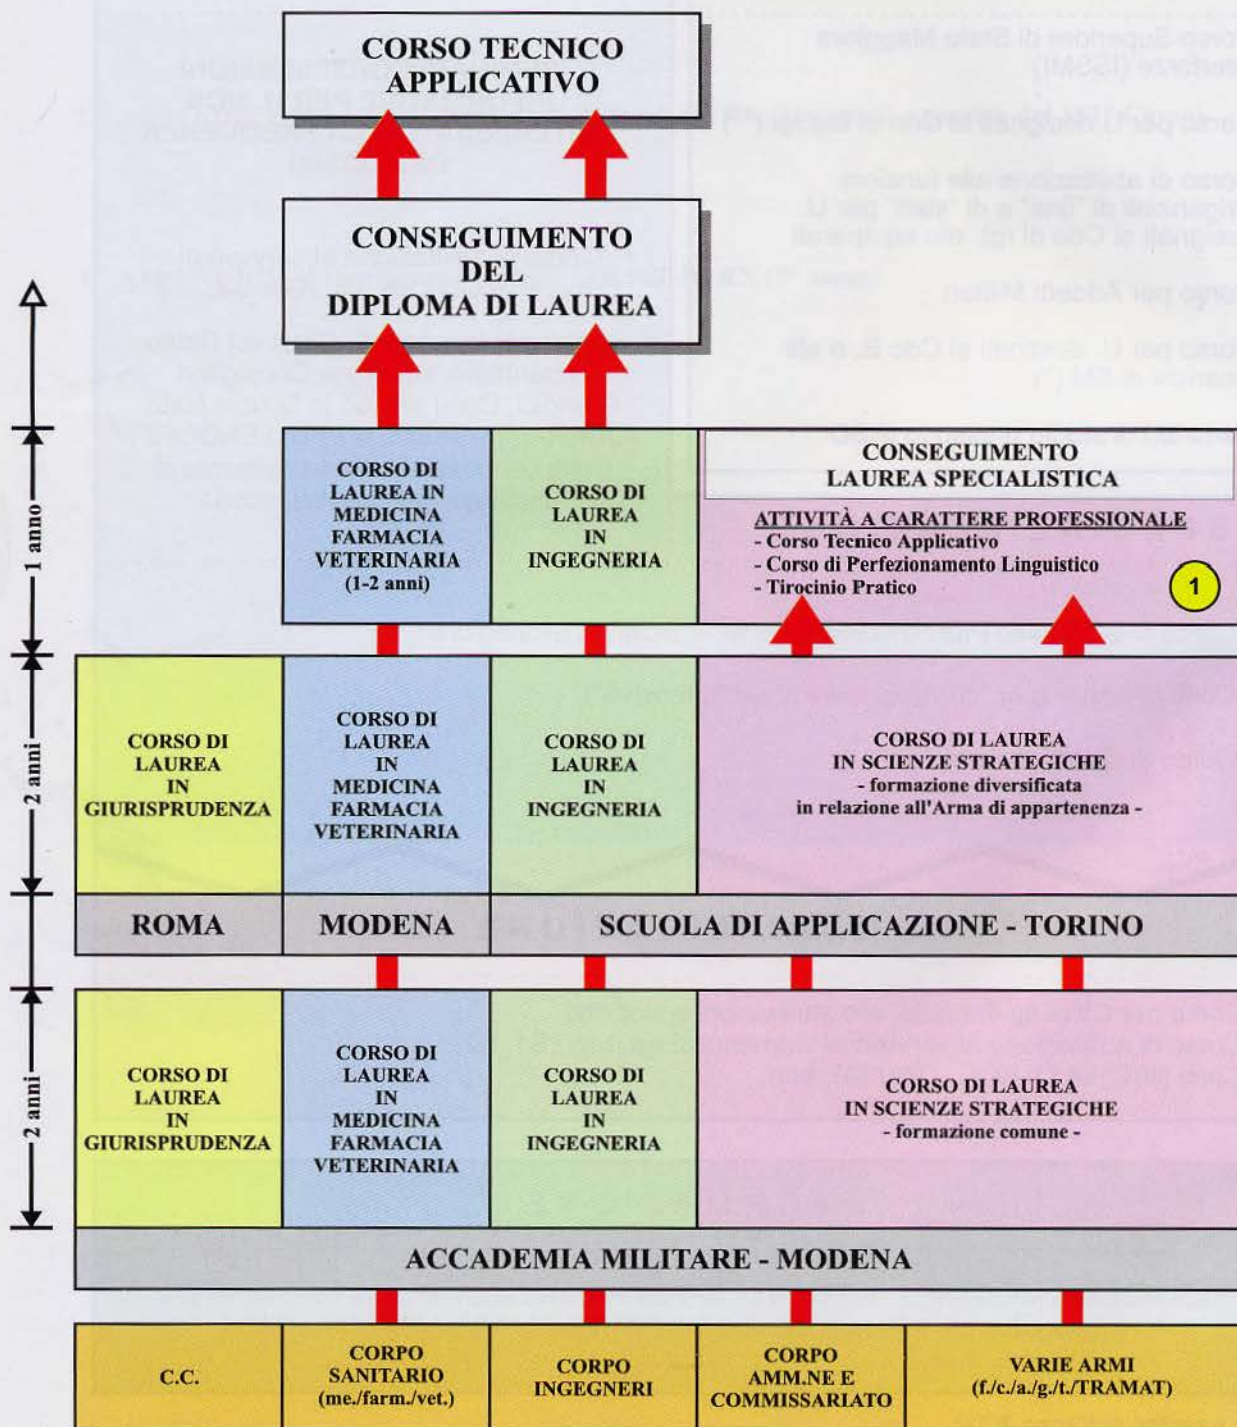 CORSO TECNICO
APPLICATIVO
CONSEGUIMENTO
DEL
DIPLOMA DI LAUREA
1 anno
CORSO DI
LAUREA IN
MEDICINA
FARMACIA
VETERINARIA
(1-2 anni)
CORSO DI
LAUREA
IN
INGEGNERIA
CONSEGUIMENTO
LAUREA SPECIALISTICA
ATTIVITÀ A CARATTERE PROFESSIONALE
- Corso Tecnico Applicativo
- Corso di Perfezionamento Linguistico
- Tirocinio Pratico
1
2 anni
CORSO DI
LAUREA
IN
GIURISPRUDENZA
CORSO DI
LAUREA
IN
MEDICINA
FARMACIA
VETERINARIA
CORSO DI
LAUREA
IN
INGEGNERIA
CORSO DI LAUREA
IN SCIENZE STRATEGICHE
- formazione diversificata
in relazione all'Arma di appartenenza -
ROMA
MODENA
SCUOLA DI APPLICAZIONE - TORINO
2 anni
CORSO DI
LAUREA
IN
GIURISPRUDENZA
CORSO DI
LAUREA
IN
MEDICINA
FARMACIA
VETERINARIA
CORSO DI
LAUREA
IN
INGEGNERIA
CORSO DI LAUREA
IN SCIENZE STRATEGICHE
- formazione comune -
ACCADEMIA MILITARE - MODENA
C.C.
CORPO
SANITARIO
(me./farm./vet.)
CORPO
INGEGNERI
CORPO
AMM.NE E
COMMISSARIATO
VARIE ARMI
(f./c./a./g./t./TRAMAT)